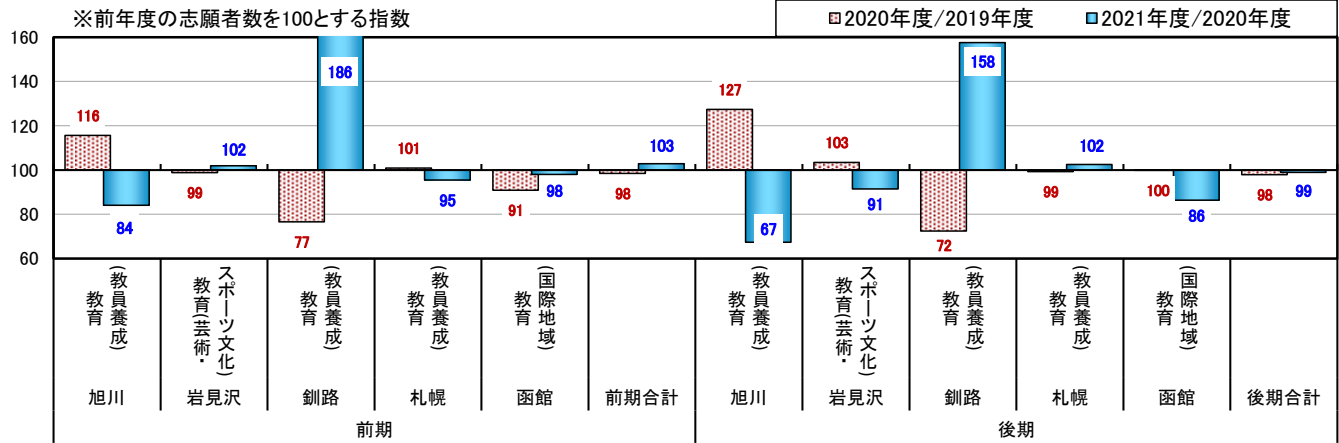 ※前年度の志願者数を100とする指数
2020年度/2019年度 2021年度/2020年度
160
140
120
100
80
60
116
84
99
102
77
186
101
95
91
98
98
103
127
67
103
91
72
158
99
102
100
86
98
99
教育
(教員養成)
教育(芸術・
スポーツ文化)
教育
(教員養成)
教育
(教員養成)
教育
(国際地域)
教育
(教員養成)
教育(芸術・
スポーツ文化)
教育
(教員養成)
教育
(教員養成)
教育
(国際地域)
旭川 岩見沢 釧路 札幌 函館 前期合計 旭川 岩見沢 釧路 札幌 函館 後期合計
前期 後期